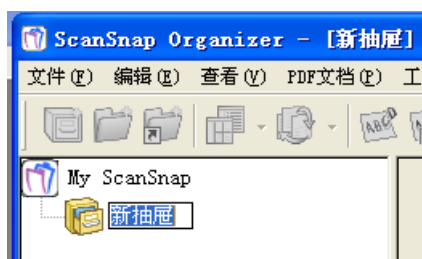 ScanSnap Organizer - [新抽屉]
文件(F) 编辑(E) 查看(V) PDF文档(P) 工
ABC
My ScanSnap
新抽屉